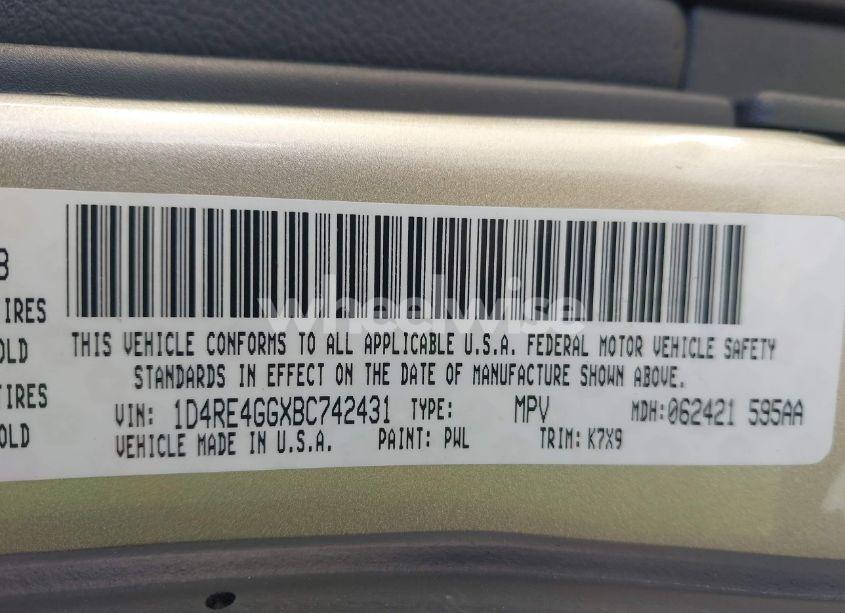 8
IRES
OLD
IRES
OLD
wheelwise
THIS VEHICLE CONFORMS TO ALL APPLICABLE U.S.A. FEDERAL MOTOR VEHICLE SAFETY
STANDARDS IN EFFECT ON THE DATE OF MANUFACTURE SHOWN ABOVE.
VIN: 1D4RE4GGXBC742431 TYPE: MPV MDH: 062421 595AA
VEHICLE MADE IN U.S.A. PAINT: PWL TRIM: K7X9